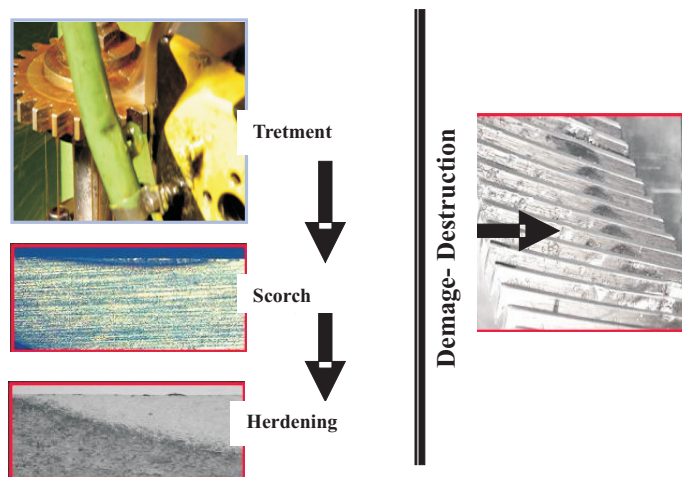 Tretment
Scorch
Herdening
Demage- Destruction